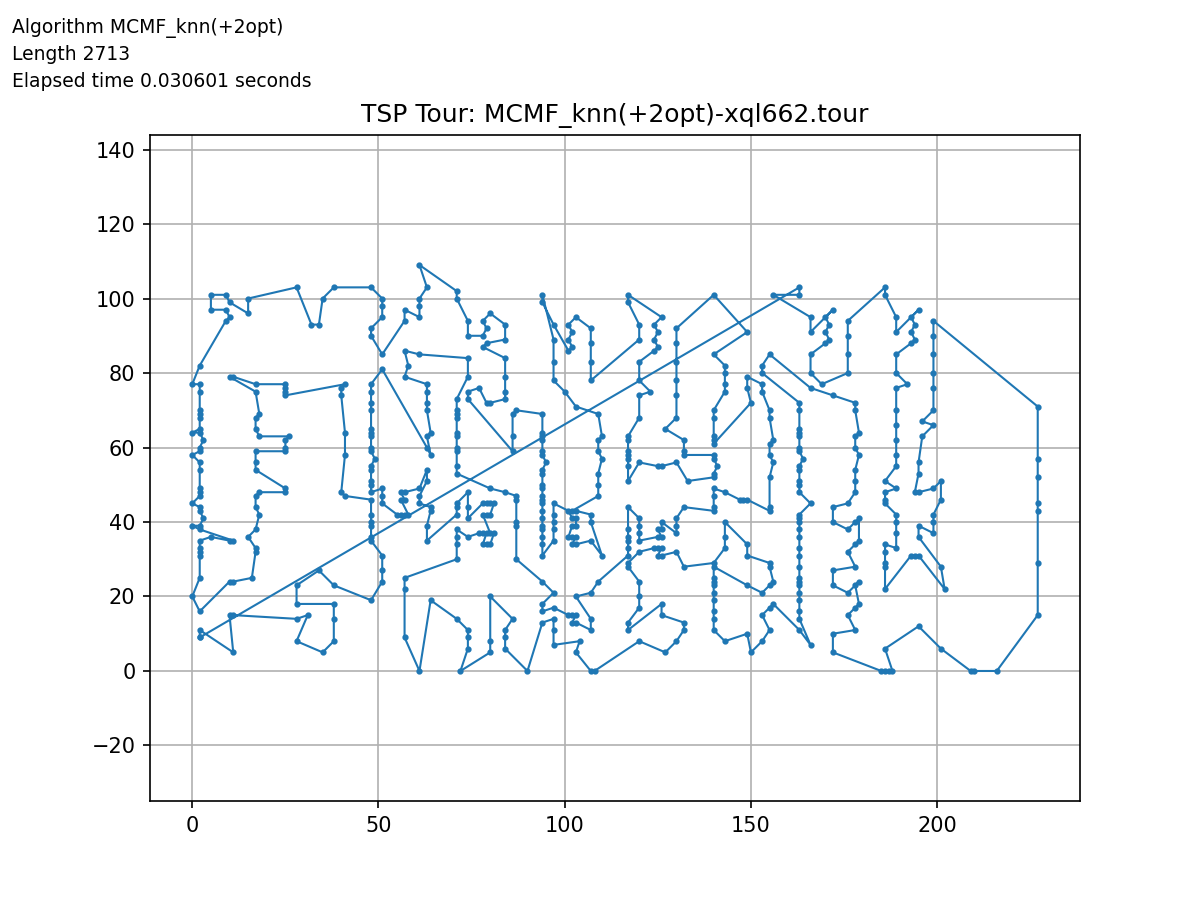 Algorithm MCMF_knn(+2opt)
Length 2713
Elapsed time 0.030601 seconds
TSP Tour: MCMF_knn(+2opt)-xql662.tour
140
120
100
80
60
40
20
0
−20
0 50 100 150 200